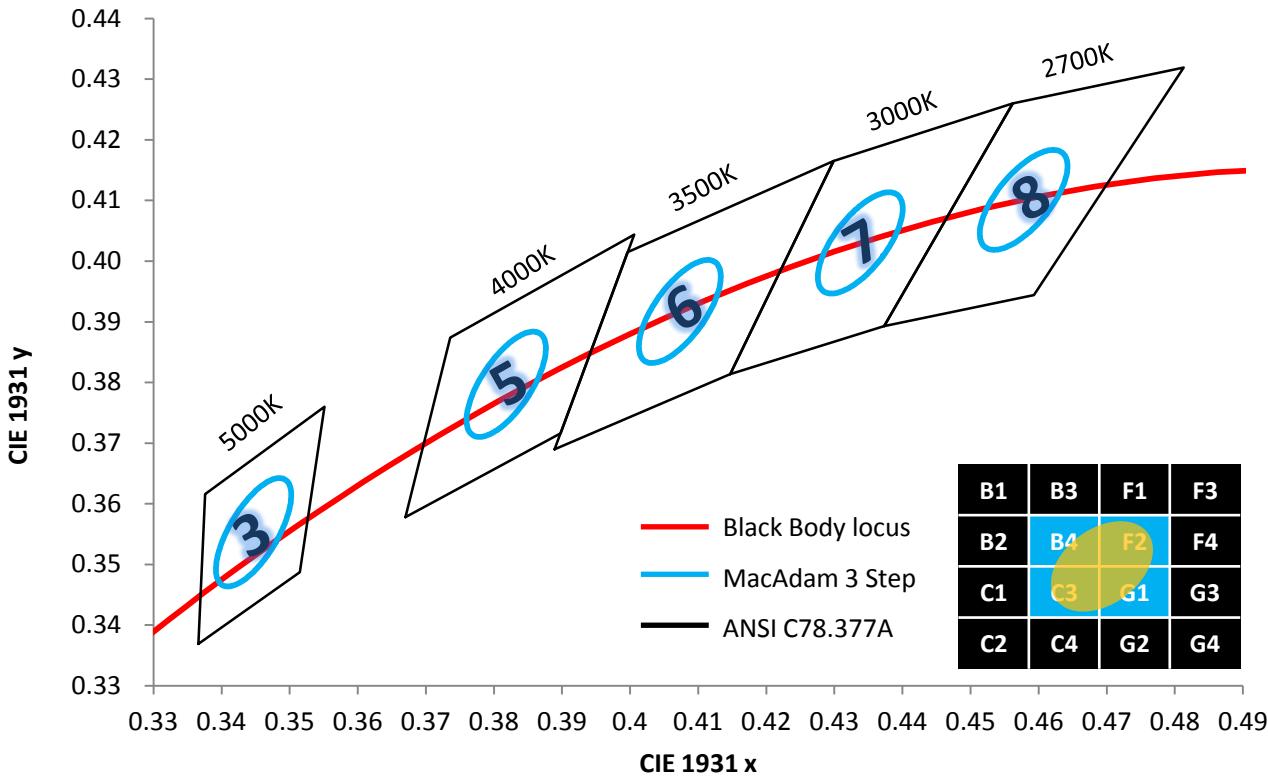 0.44
0.43
0.42
0.41
0.40
0.39
0.38
0.37
0.36
0.35
0.34
0.33
CIE 1931 y
5000K
4000K
3500K
3000K
2700K
3
5
6
7
8
Black Body locus
MacAdam 3 Step
ANSI C78.377A
B1 B3 F1 F3
B2 B4 F2 F4
C1 C3 G1 G3
C2 C4 G2 G4
0.33 0.34 0.35 0.36 0.37 0.38 0.39 0.4 0.41 0.42 0.43 0.44 0.45 0.46 0.47 0.48 0.49
CIE 1931 x